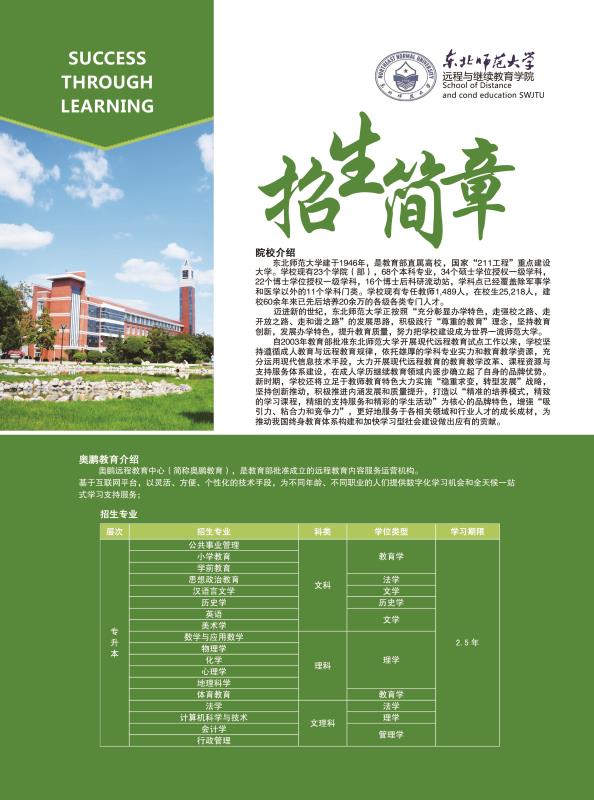 SUCCESS
THROUGH
LEARNING
NORTHEAST NORMAL UNIVERSITY
东北师范大学
东北师范大学
远程与继续教育学院
School of Distance
and cond education SWJTU
招生简章
院校介绍
东北师范大学建于1946年，是教育部直属高校，国家“211工程”重点建设
大学。学校现有23个学院（部），68个本科专业，34个硕士学位授权一级学科，
22个博士学位授权一级学科，16个博士后科研流动站，学科点已经覆盖除军事学
和医学以外的11个学科门类。学校现有专任教师1,489人，在校生25,218人，建
校60余年来已先后培养20余万的各级各类专门人才。
迈进新的世纪，东北师范大学正按照“充分彰显办学特色，走强校之路、走
开放之路、走和谐之路”的发展思路，积极践行“尊重的教育”理念，坚持教育
创新，发展办学特色，提升教育质量，努力把学校建设成为世界一流师范大学。
自2003年教育部批准东北师范大学开展现代远程教育试点工作以来，学校坚
持遵循成人教育与远程教育规律，依托雄厚的学科专业实力和教育教学资源，充
分运用现代信息技术手段，大力开展现代远程教育的教育教学改革、课程资源与
支持服务体系建设，在成人学历继续教育领域内逐步确立起了自身的品牌优势。
新时期，学校还将立足于教师教育特色大力实施“稳重求变，转型发展”战略，
坚持创新推动，积极推进内涵发展和质量提升，打造以“精准的培养模式，精致
的学习课程，精细的支持服务和精彩的学生活动”为核心的品牌特色，增强“吸
引力、粘合力和竞争力”，更好地服务于各相关领域和行业人才的成长成材，为
推动我国终身教育体系构建和加快学习型社会建设做出应有的贡献。
奥鹏教育介绍
奥鹏远程教育中心（简称奥鹏教育），是教育部批准成立的远程教育内容服务运营机构。
基于互联网平台，以灵活、方便、个性化的技术手段，为不同年龄、不同职业的人们提供数字化学习机会和全天候一站
式学习支持服务；
招生专业
层次 招生专业 科类 学位类型 学习期限
专升本 公共事业管理 文科 教育学 2.5年
小学教育
学前教育
思想政治教育 法学
汉语言文学 文学
历史学 历史学
英语 文学
美术学
数学与应用数学 理科 理学
物理学
化学
心理学
地理科学
体育教育 教育学
法学 文理科 法学
计算机科学与技术 理学
会计学 管理学
行政管理